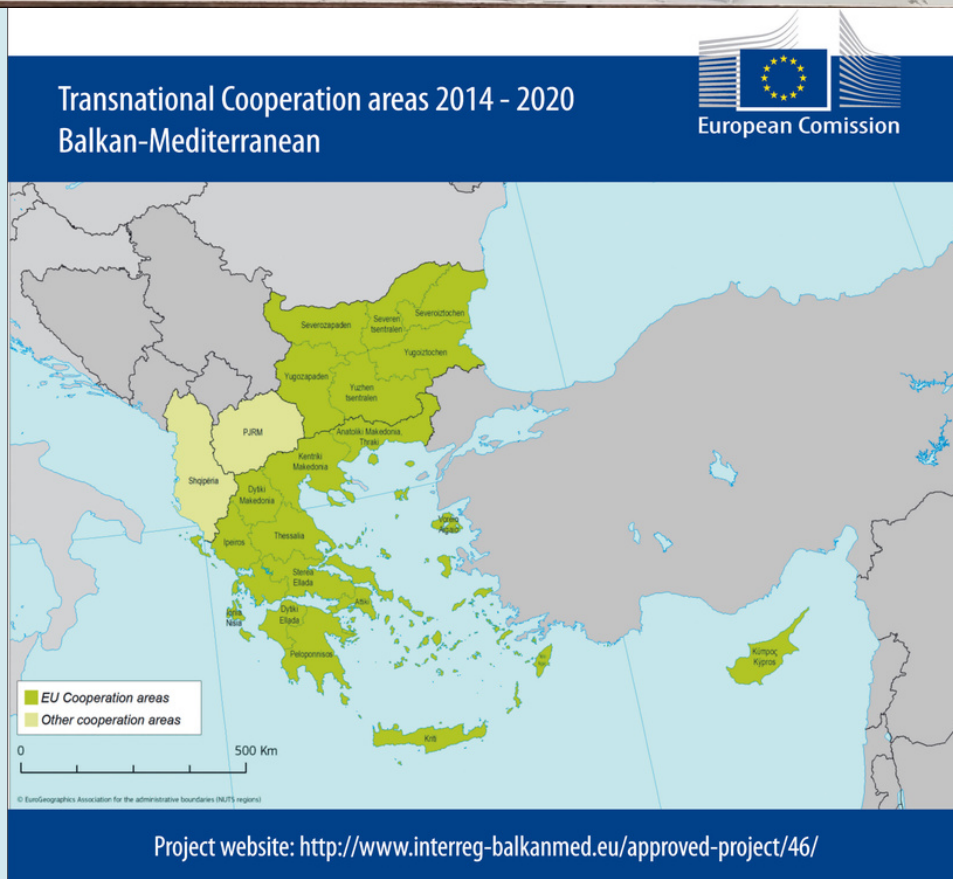 Transnational Cooperation areas 2014 - 2020
Balkan-Mediterranean
European Comission
Severozapaden
Severen
tsentralen
Severoiztochen
Yugoiztochen
Yugozapaden
Yuzhen
tsentralen
PJRM
Anatoliki Makedonia,
Thraki
Kentriki
Makedonia
Shqipëria
Dytiki
Makedonia
Voreio
Aigaio
Ipeiros
Thessalia
Sterea
Ellada
Ionia
Nisia
Dytiki
Ellada
Attiki
Peloponnisos
Κύπρος
Kýpros
Kriti
EU Cooperation areas
Other cooperation areas
0
500 Km
© EuroGeographics Association for the administrative boundaries (NUTS regions)
Project website: http://www.interreg-balkanmed.eu/approved-project/46/